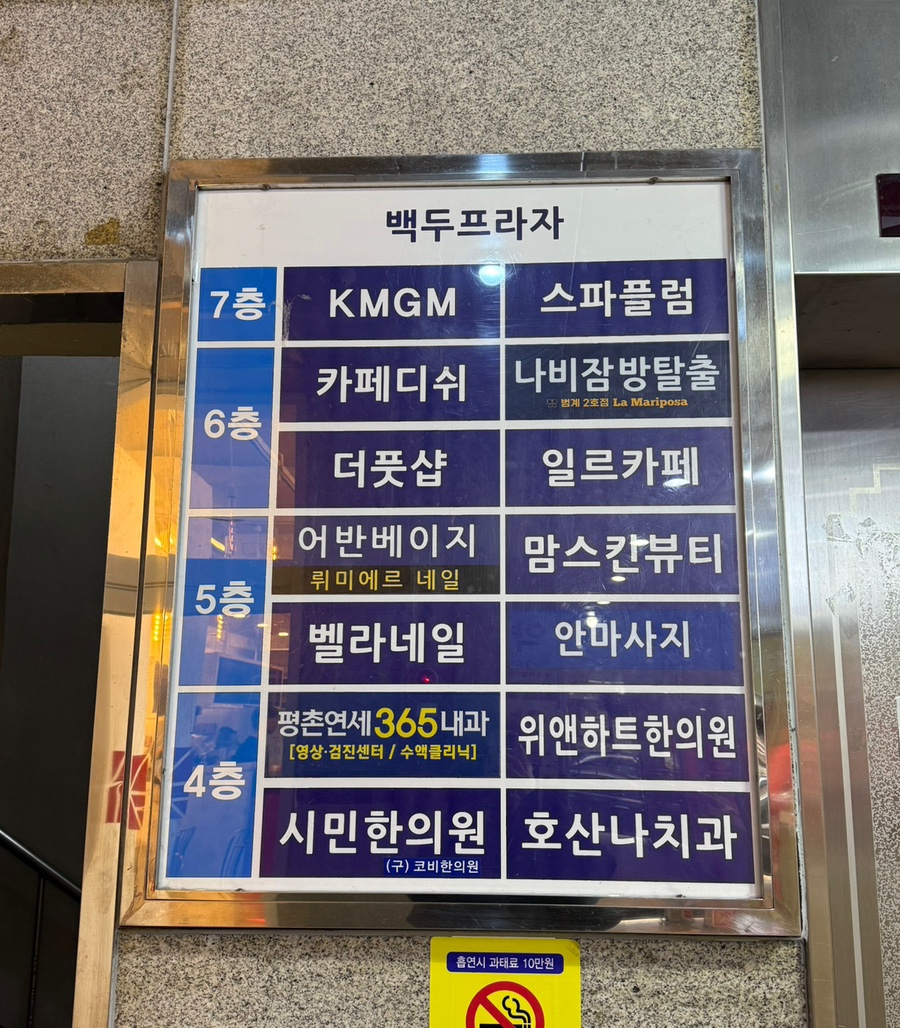 백두프라자
7층
KMGM
스파플럼
6층
카페디쉬
나비잠방탈출
범계 2호점 La Mariposa
더풋샵
일르카페
5층
어반베이지
뤼미에르 네일
맘스칸뷰티
벨라네일
안마사지
4층
평촌연세365내과
[영상·검진센터 / 수액클리닉]
위앤하트한의원
시민한의원
(구) 코비한의원
호산나치과
흡연시 과태료 10만원